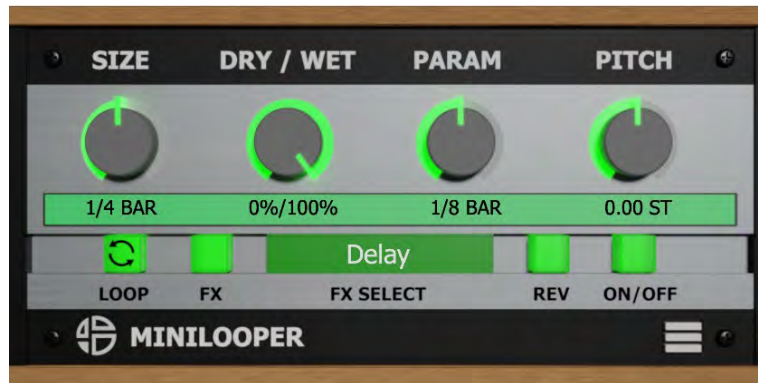 SIZE DRY / WET PARAM PITCH
1/4 BAR 0%/100% 1/8 BAR 0.00 ST
Delay
LOOP FX FX SELECT REV ON/OFF
MINILOOPER